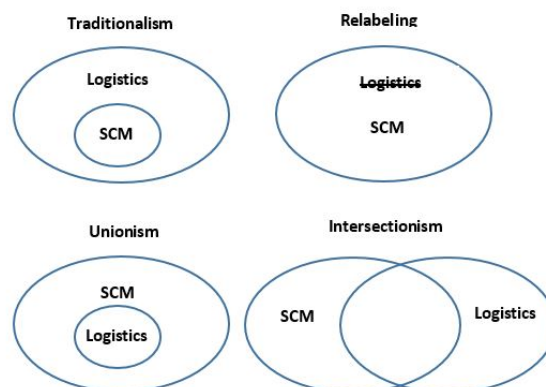 Traditionalism
Relabeling
Logistics
SCM
Logistics
SCM
Unionism
Intersectionism
SCM
Logistics
SCM
Logistics